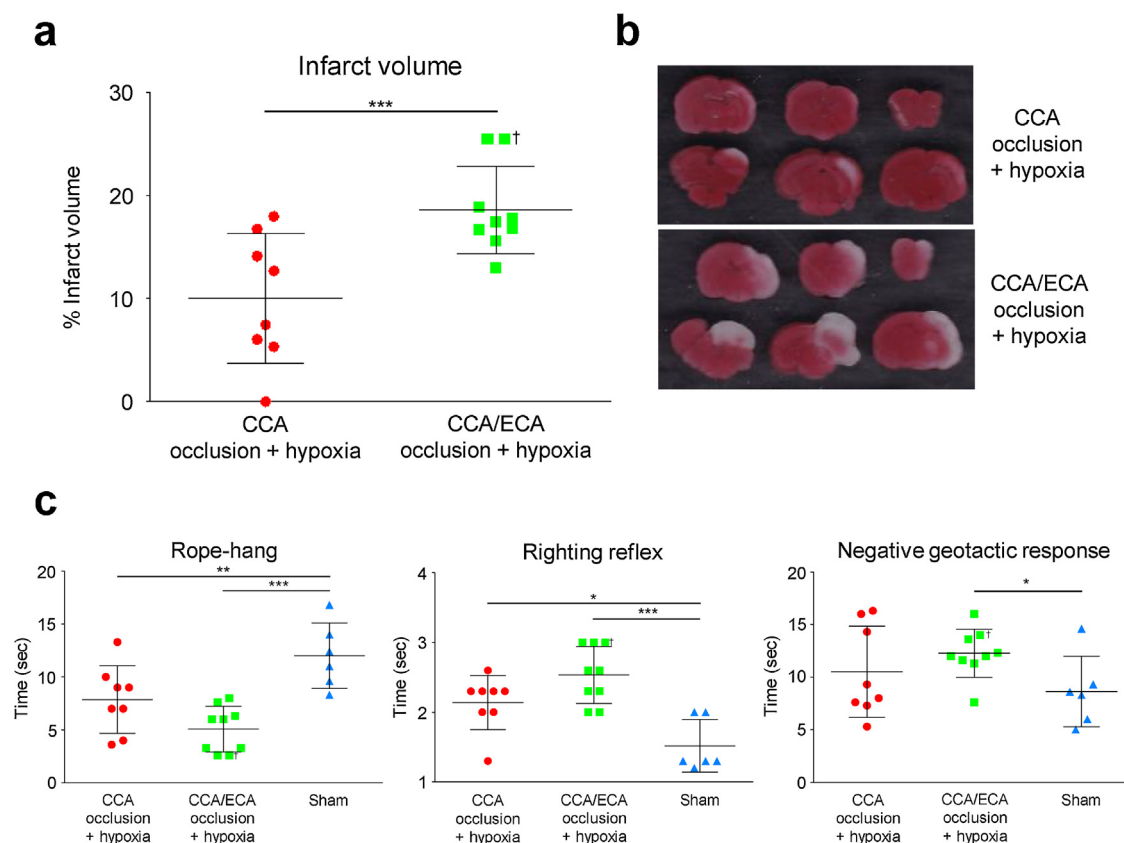 a
Infarct volume
***
†
30
20
10
0
% Infarct volume
CCA
occlusion + hypoxia
CCA/ECA
occlusion + hypoxia
b
CCA
occlusion
+ hypoxia
CCA/ECA
occlusion
+ hypoxia
c
Rope-hang
**
***
20
15
10
5
0
Time (sec)
†
CCA
occlusion
+ hypoxia
CCA/ECA
occlusion
+ hypoxia
Sham
Righting reflex
*
***
†
4
3
2
1
Time (sec)
CCA
occlusion
+ hypoxia
CCA/ECA
occlusion
+ hypoxia
Sham
Negative geotactic response
*
†
20
15
10
5
0
Time (sec)
CCA
occlusion
+ hypoxia
CCA/ECA
occlusion
+ hypoxia
Sham